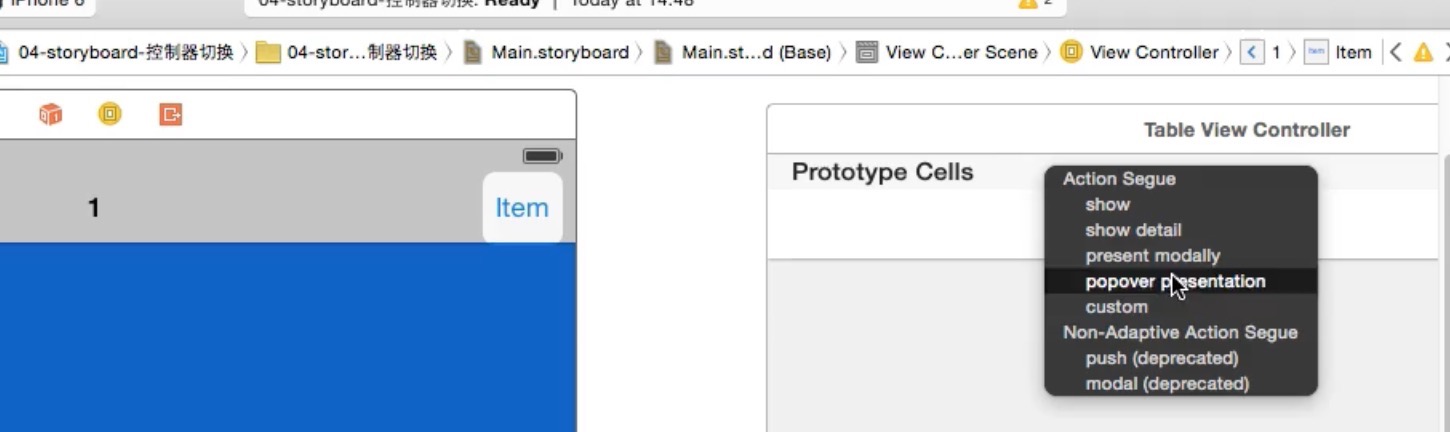 iPhone 6
04-storyboard-控制器切换: Ready | Today at 14:48
2
04-storyboard-控制器切换 〉 04-stor...制器切换 〉 Main.storyboard 〉 Main.st...d (Base) 〉 View C...er Scene 〉 View Controller 〉 1 〉 Item
Table View Controller
Prototype Cells
1
Item
Action Segue
show
show detail
present modally
popover presentation
custom
Non-Adaptive Action Segue
push (deprecated)
modal (deprecated)